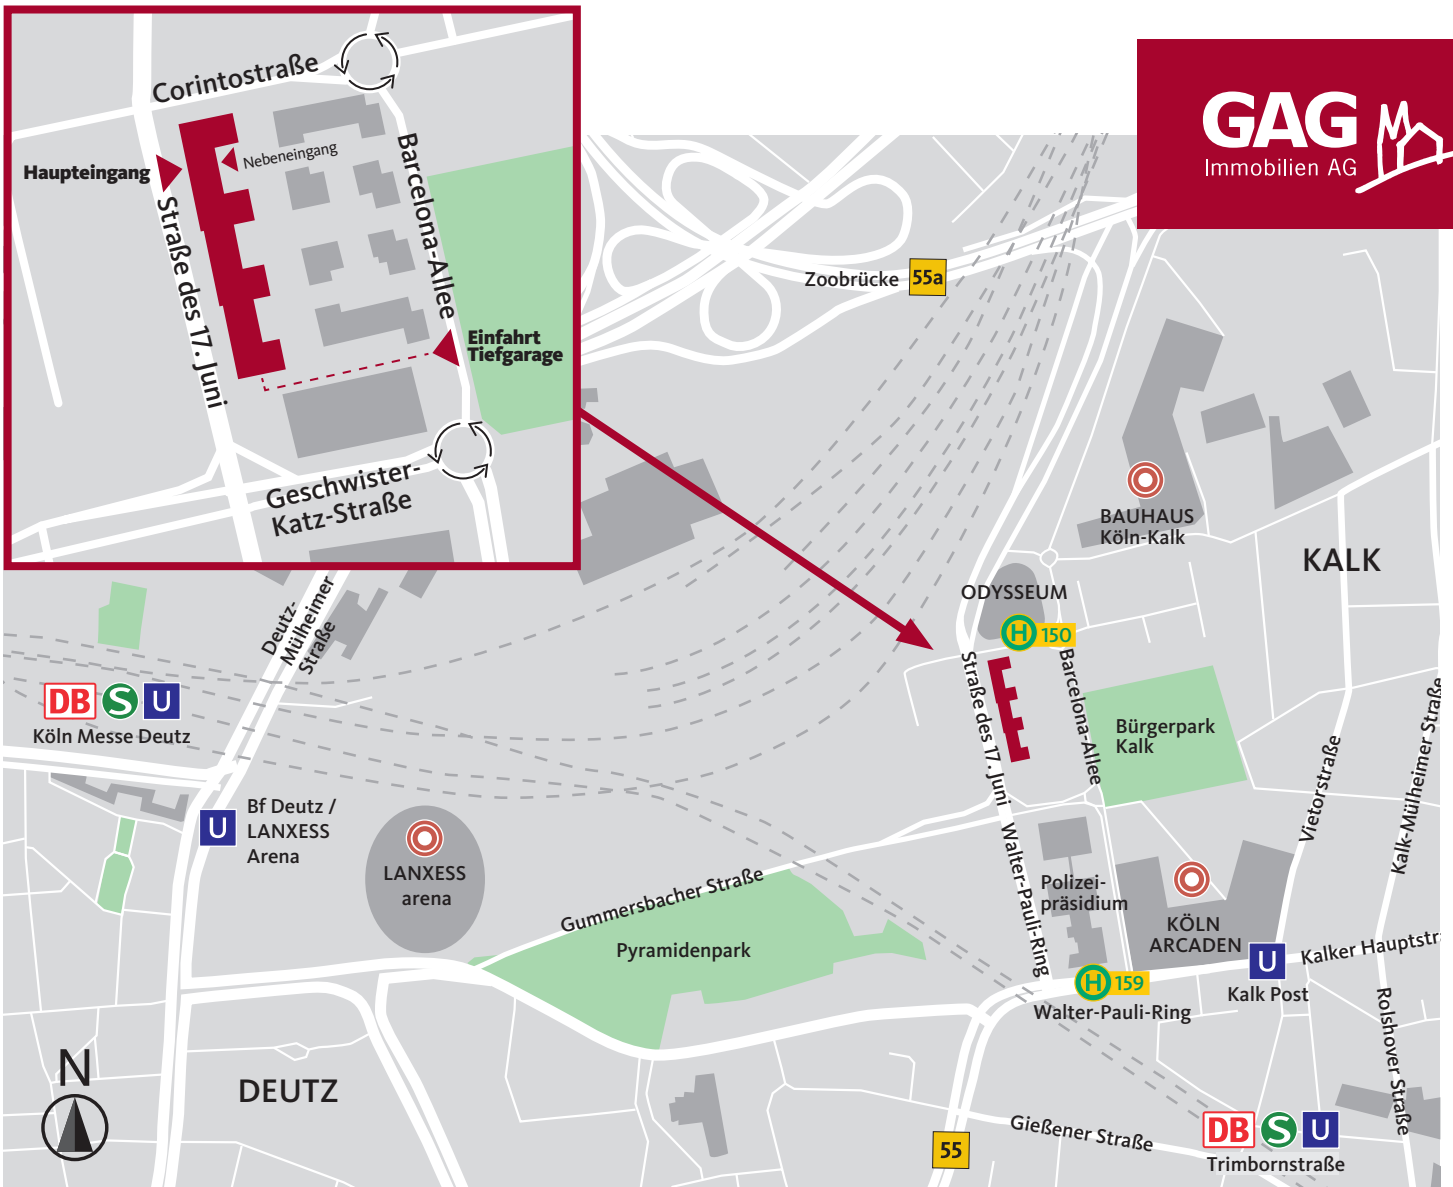 Corintostraße
Haupteingang
Nebeneingang
Barcelona-Allee
Straße des 17. Juni
Einfahrt
Tiefgarage
Geschwister-
Katz-Straße
GAG
Immobilien AG
Zoobrücke
55a
BAUHAUS
Köln-Kalk
KALK
ODYSSEUM
H 150
Deutz-
Mülheimer
Straße
DB S U
Köln Messe Deutz
Straße des 17. Juni
Barcelona-Allee
Bürgerpark
Kalk
Vietorstraße
Kalk-Mülheimer Straße
U
Bf Deutz /
LANXESS
Arena
LANXESS
arena
Gummersbacher Straße
Walter-Pauli-Ring
Polizei-
präsidium
KÖLN
ARCADEN
Pyramidenpark
U
Kalk Post
Kalker Hauptstra
H 159
Walter-Pauli-Ring
Rolshover Straße
N
DEUTZ
55
Gießener Straße
DB S U
Trimbornstraße